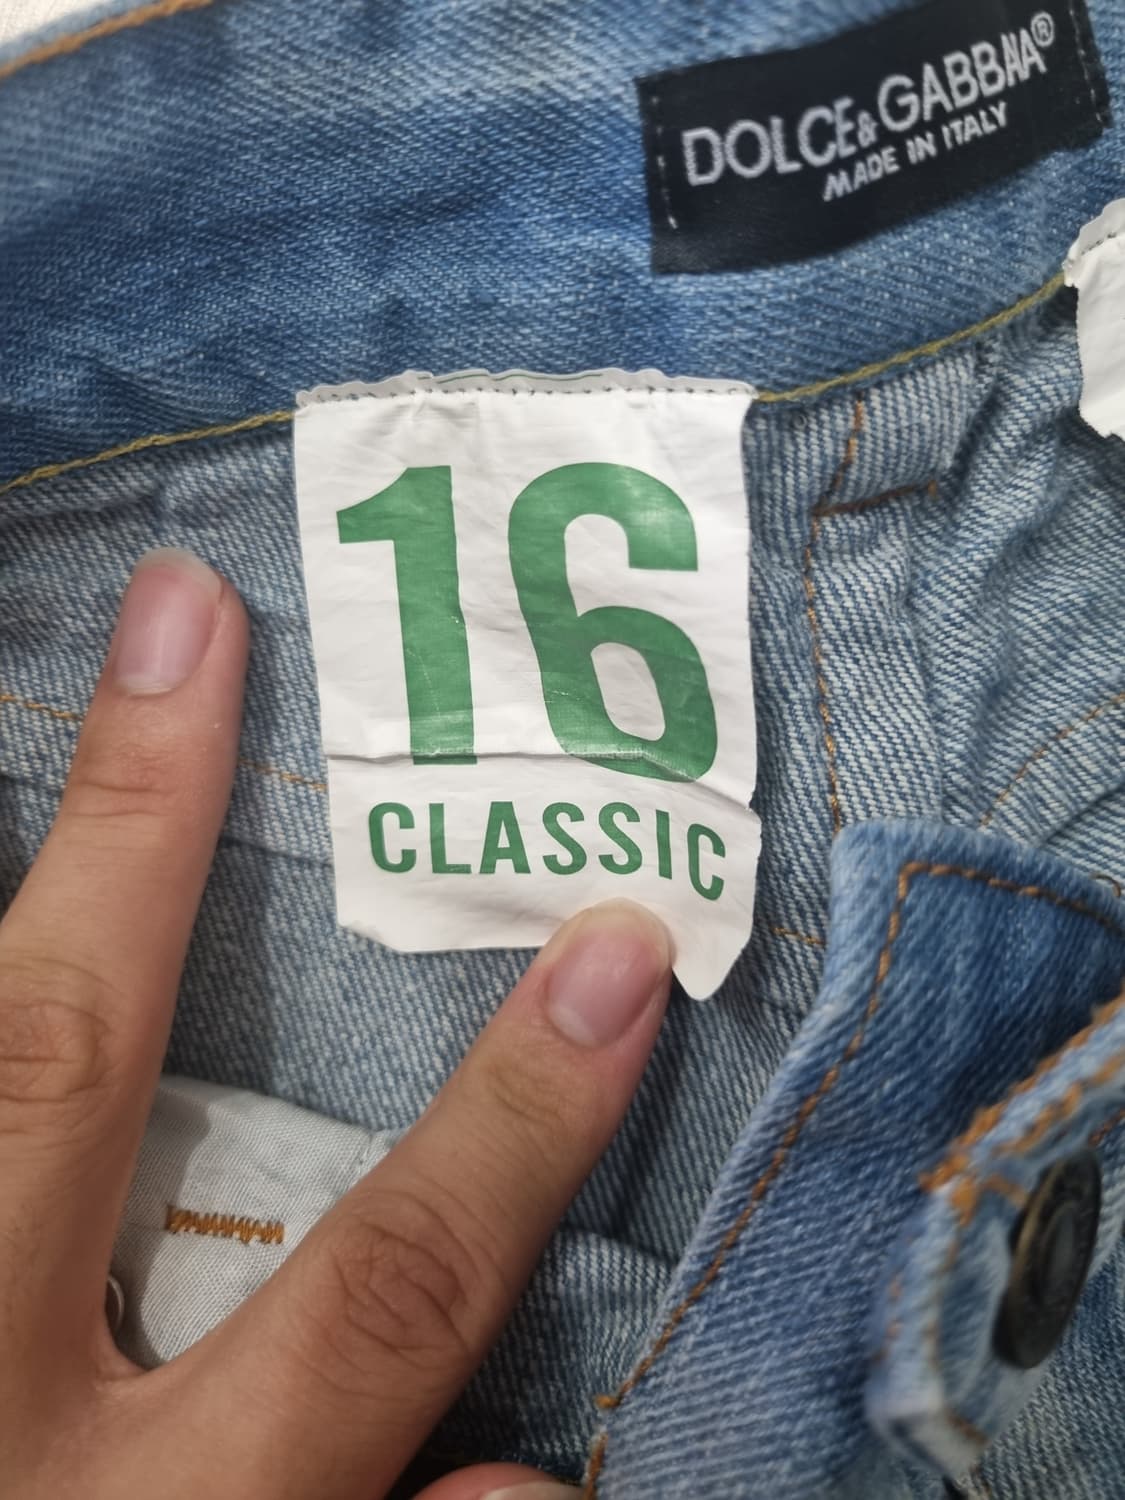 DOLCE&GABBANA®
MADE IN ITALY
16
CLASSIC